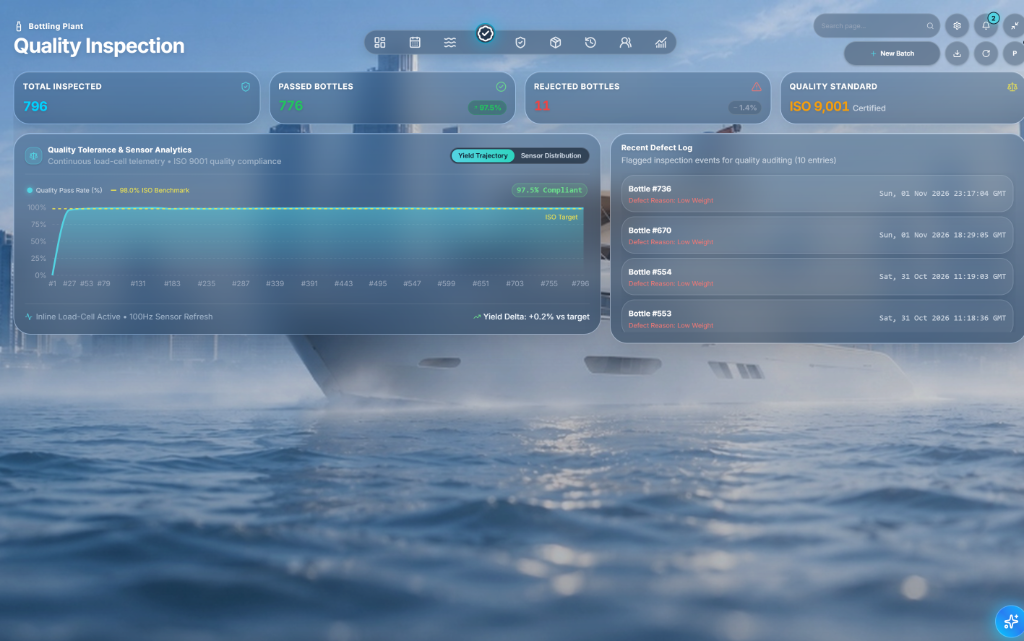 Bottling Plant
Quality Inspection
Search page...
2
+ New Batch
P
TOTAL INSPECTED
796
PASSED BOTTLES
776
97.5%
REJECTED BOTTLES
11
1.4%
QUALITY STANDARD
ISO 9,001 Certified
Quality Tolerance & Sensor Analytics
Continuous load-cell telemetry • ISO 9001 quality compliance
Yield Trajectory
Sensor Distribution
Quality Pass Rate (%)
98.0% ISO Benchmark
97.5% Compliant
100%
75%
50%
25%
0%
ISO Target
#1 #27 #53 #79 #131 #183 #235 #287 #339 #391 #443 #495 #547 #599 #651 #703 #755 #796
Inline Load-Cell Active • 100Hz Sensor Refresh
Yield Delta: +0.2% vs target
Recent Defect Log
Flagged inspection events for quality auditing (10 entries)
Bottle #736
Defect Reason: Low Weight
Sun, 01 Nov 2026 23:17:04 GMT
Bottle #670
Defect Reason: Low Weight
Sun, 01 Nov 2026 18:29:05 GMT
Bottle #554
Defect Reason: Low Weight
Sat, 31 Oct 2026 11:19:03 GMT
Bottle #553
Defect Reason: Low Weight
Sat, 31 Oct 2026 11:18:36 GMT